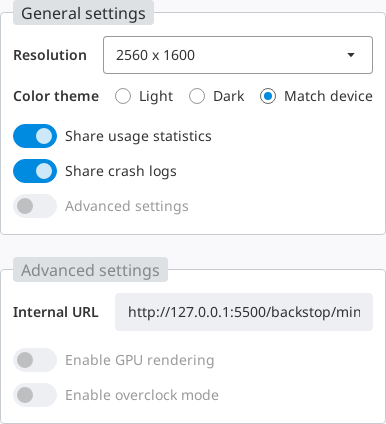 General settings
Resolution 2560 x 1600
Color theme Light Dark Match device
Share usage statistics
Share crash logs
Advanced settings
Advanced settings
Internal URL http://127.0.0.1:5500/backstop/min
Enable GPU rendering
Enable overclock mode